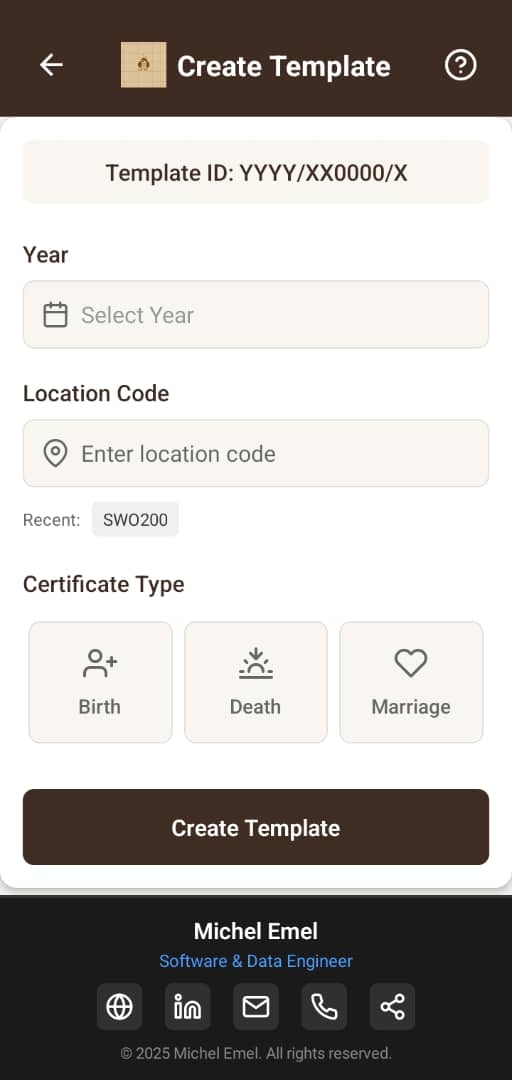 Create Template
Template ID: YYYY/XX0000/X
Year
Select Year
Location Code
Enter location code
Recent: SWO200
Certificate Type
Birth Death Marriage
Create Template
Michel Emel
Software & Data Engineer
© 2025 Michel Emel. All rights reserved.